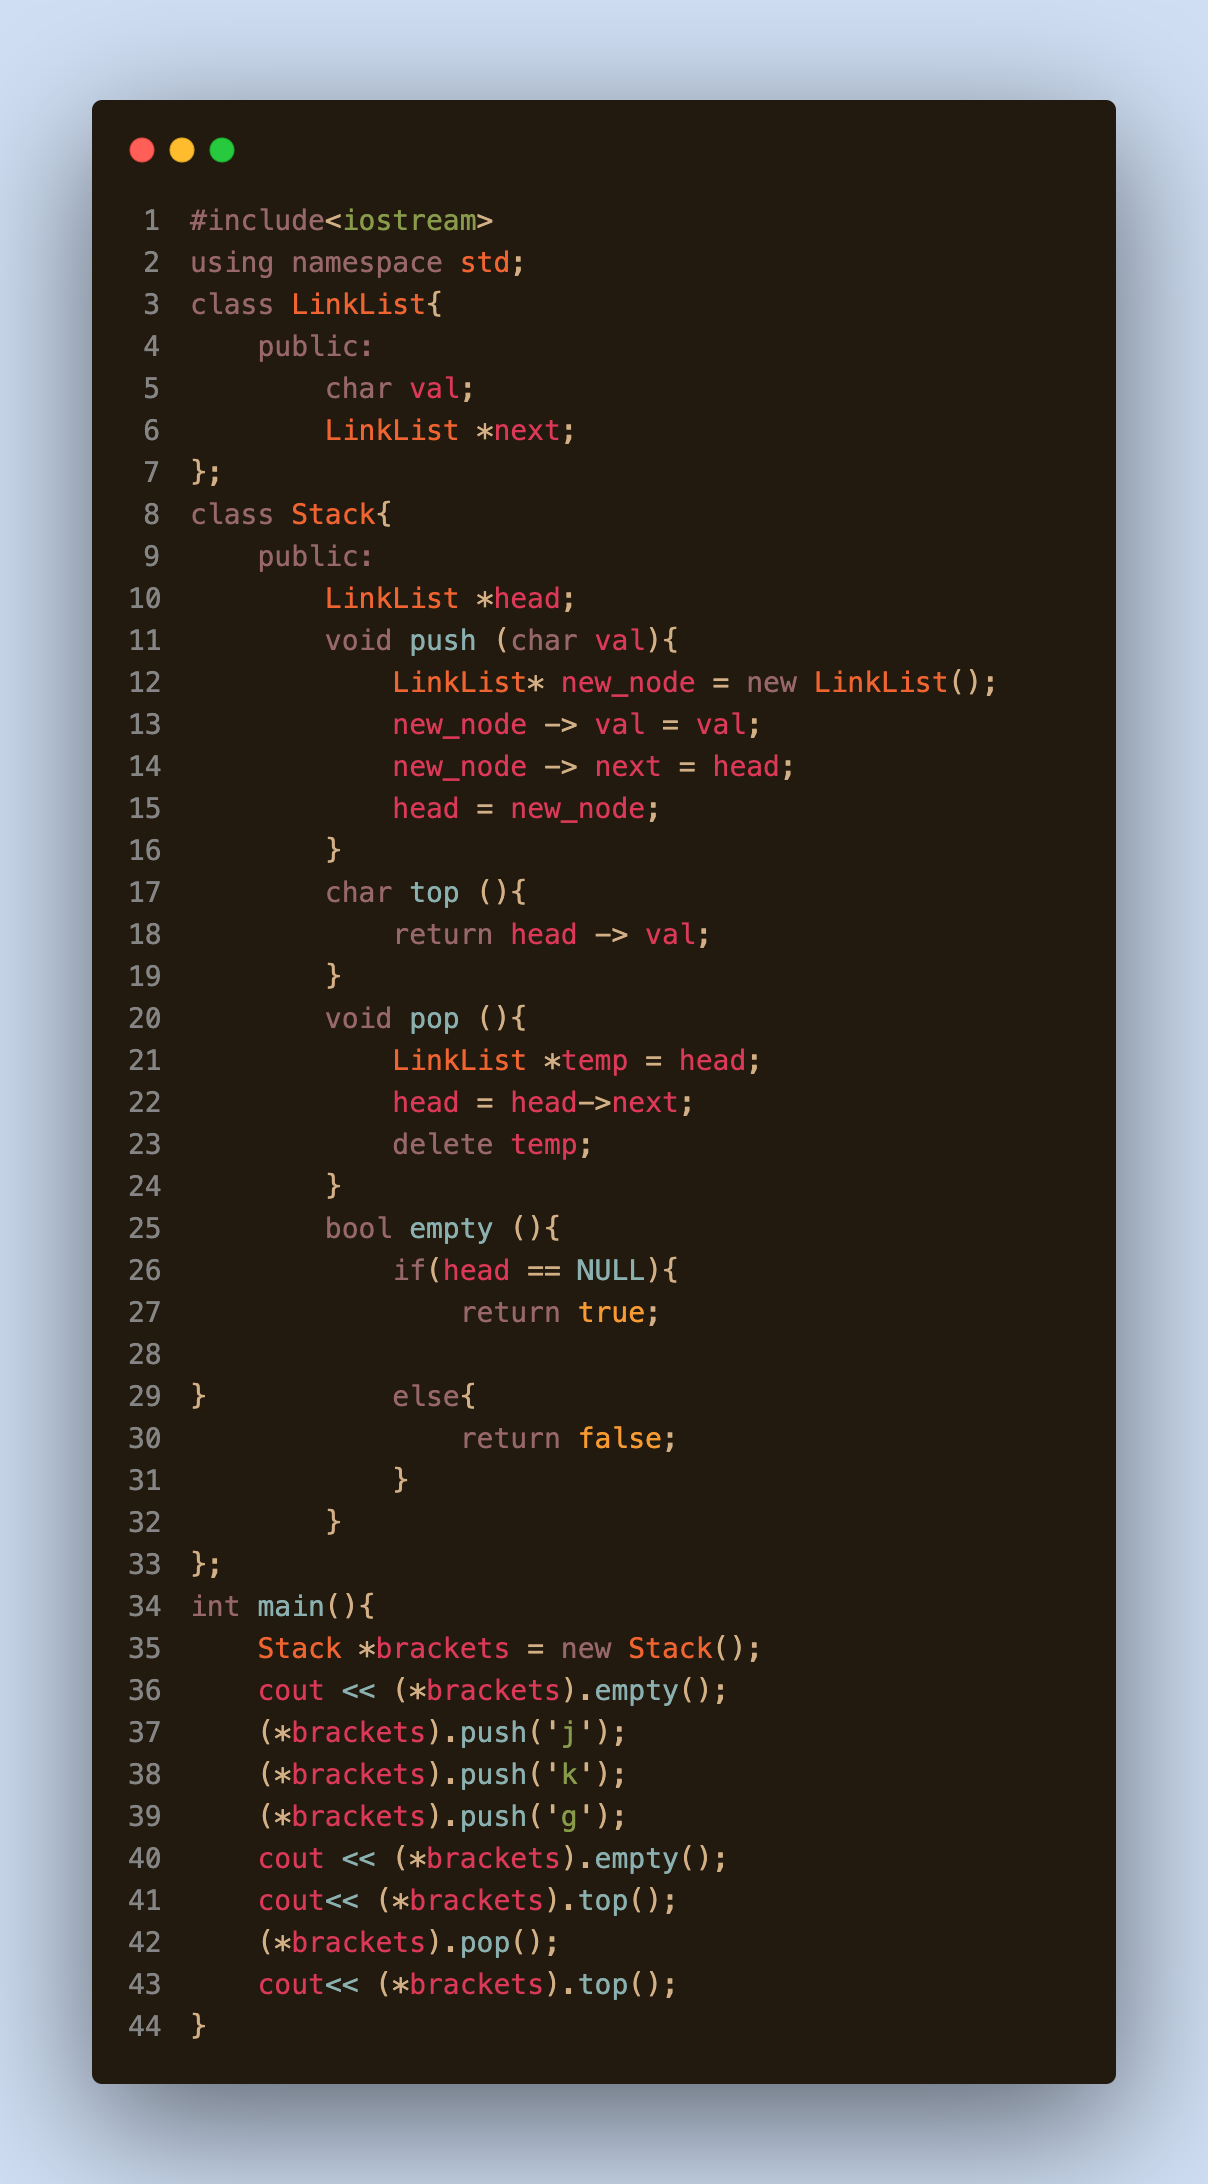 1 #include<iostream>
2 using namespace std;
3 class LinkList{
4     public:
5         char val;
6         LinkList *next;
7 };
8 class Stack{
9     public:
10         LinkList *head;
11         void push (char val){
12             LinkList* new_node = new LinkList();
13             new_node -> val = val;
14             new_node -> next = head;
15             head = new_node;
16         }
17         char top (){
18             return head -> val;
19         }
20         void pop (){
21             LinkList *temp = head;
22             head = head->next;
23             delete temp;
24         }
25         bool empty (){
26             if(head == NULL){
27                 return true;
28
29 }           else{
30                 return false;
31             }
32         }
33 };
34 int main(){
35     Stack *brackets = new Stack();
36     cout << (*brackets).empty();
37     (*brackets).push('j');
38     (*brackets).push('k');
39     (*brackets).push('g');
40     cout << (*brackets).empty();
41     cout<< (*brackets).top();
42     (*brackets).pop();
43     cout<< (*brackets).top();
44 }